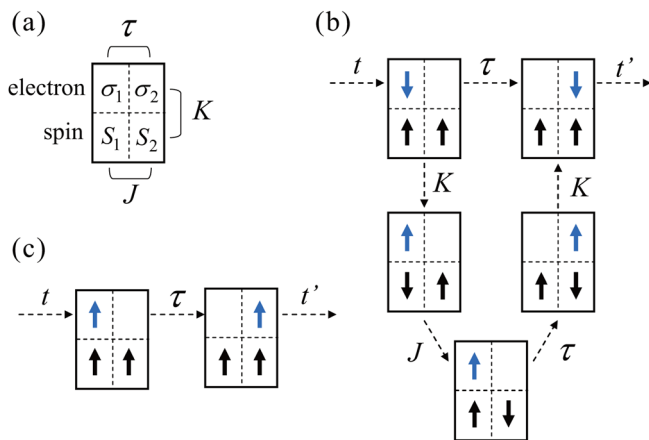 (a)
τ
electron σ₁ σ₂
K
spin S₁ S₂
J
(b)
t τ t'
K K
J τ
(c)
t τ t'